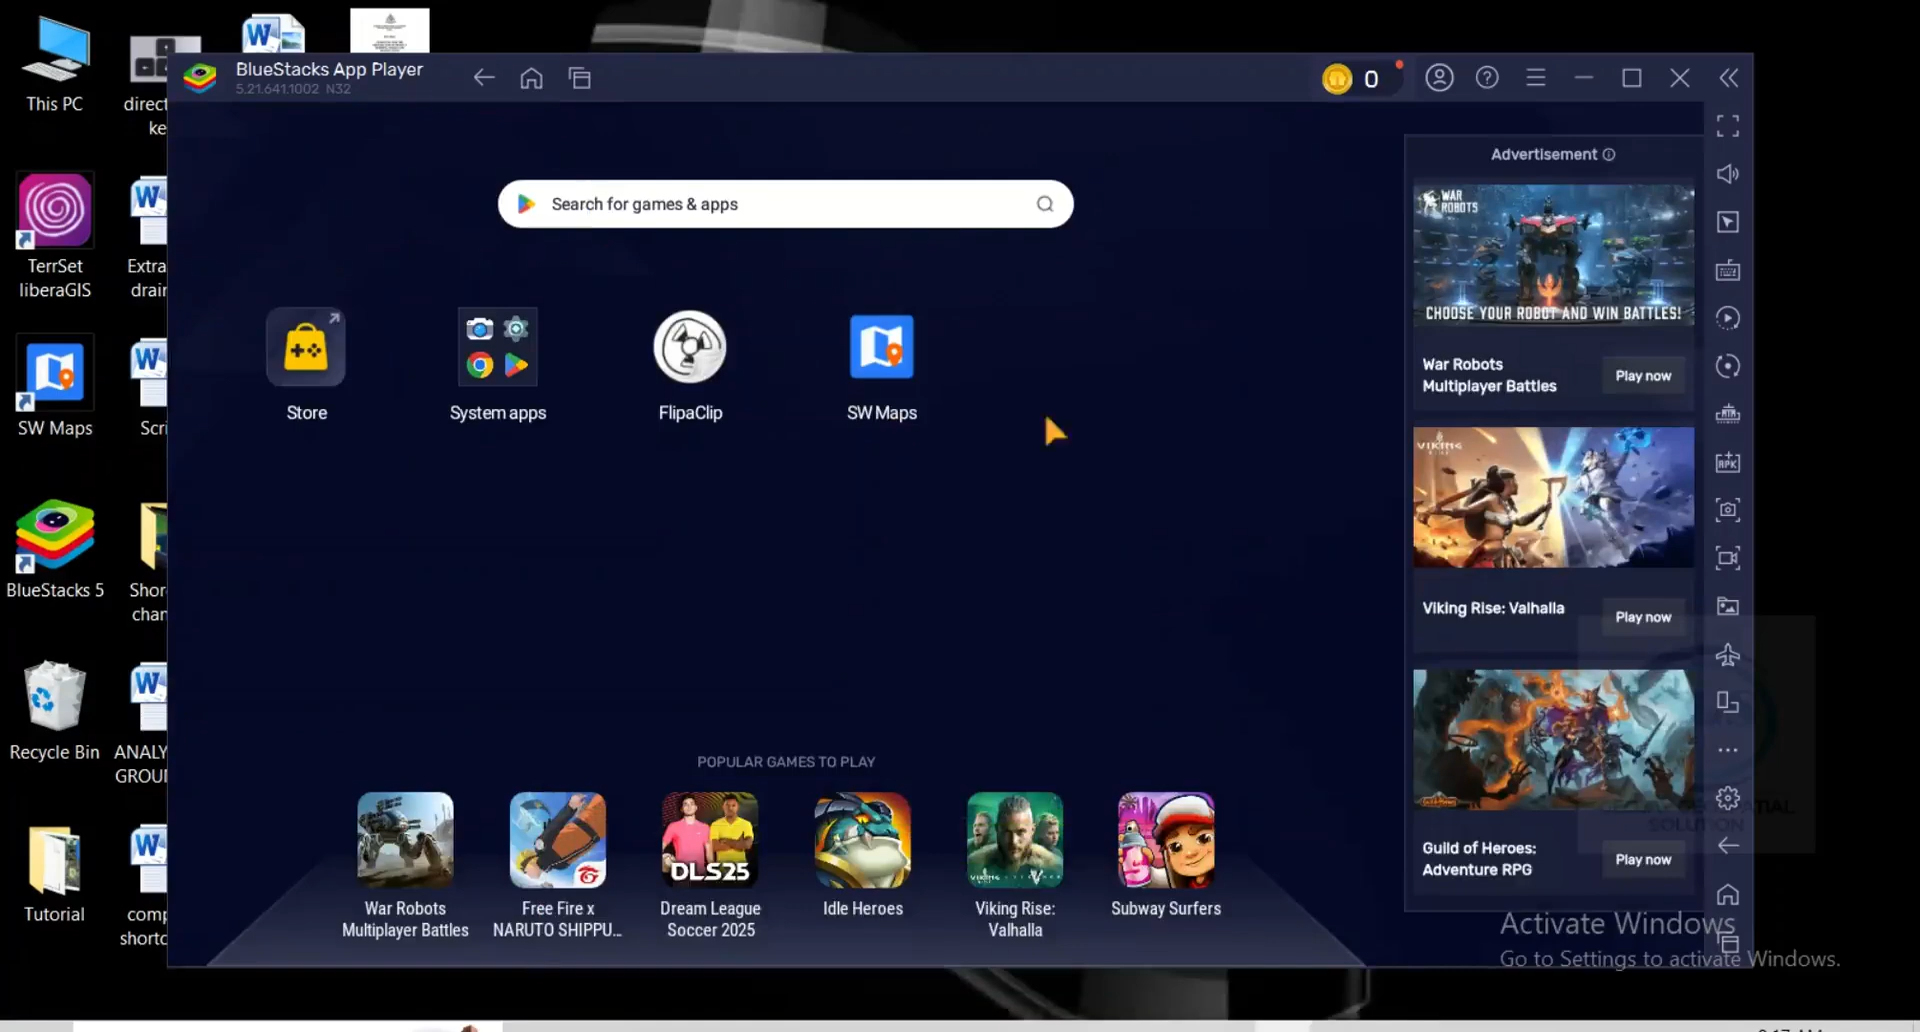 This PC
direct
ke
TerrSet
liberaGIS
Extra
drain
SW Maps
Scri
BlueStacks 5
Shor
chan
Recycle Bin
ANALY
GROUN
Tutorial
comp
shortc
BlueStacks App Player
5.21.641.1002 N32
0
Search for games & apps
Store
System apps
FlipaClip
SW Maps
POPULAR GAMES TO PLAY
DLS25
War Robots
Multiplayer Battles
Free Fire x
NARUTO SHIPPU...
Dream League
Soccer 2025
Idle Heroes
Viking Rise:
Valhalla
Subway Surfers
Advertisement
WAR
ROBOTS
CHOOSE YOUR ROBOT AND WIN BATTLES!
War Robots
Multiplayer Battles
Play now
VIKING
Viking Rise: Valhalla
Play now
Guild of Heroes:
Adventure RPG
Play now
SOLUTION
Activate Windows
Go to Settings to activate Windows.